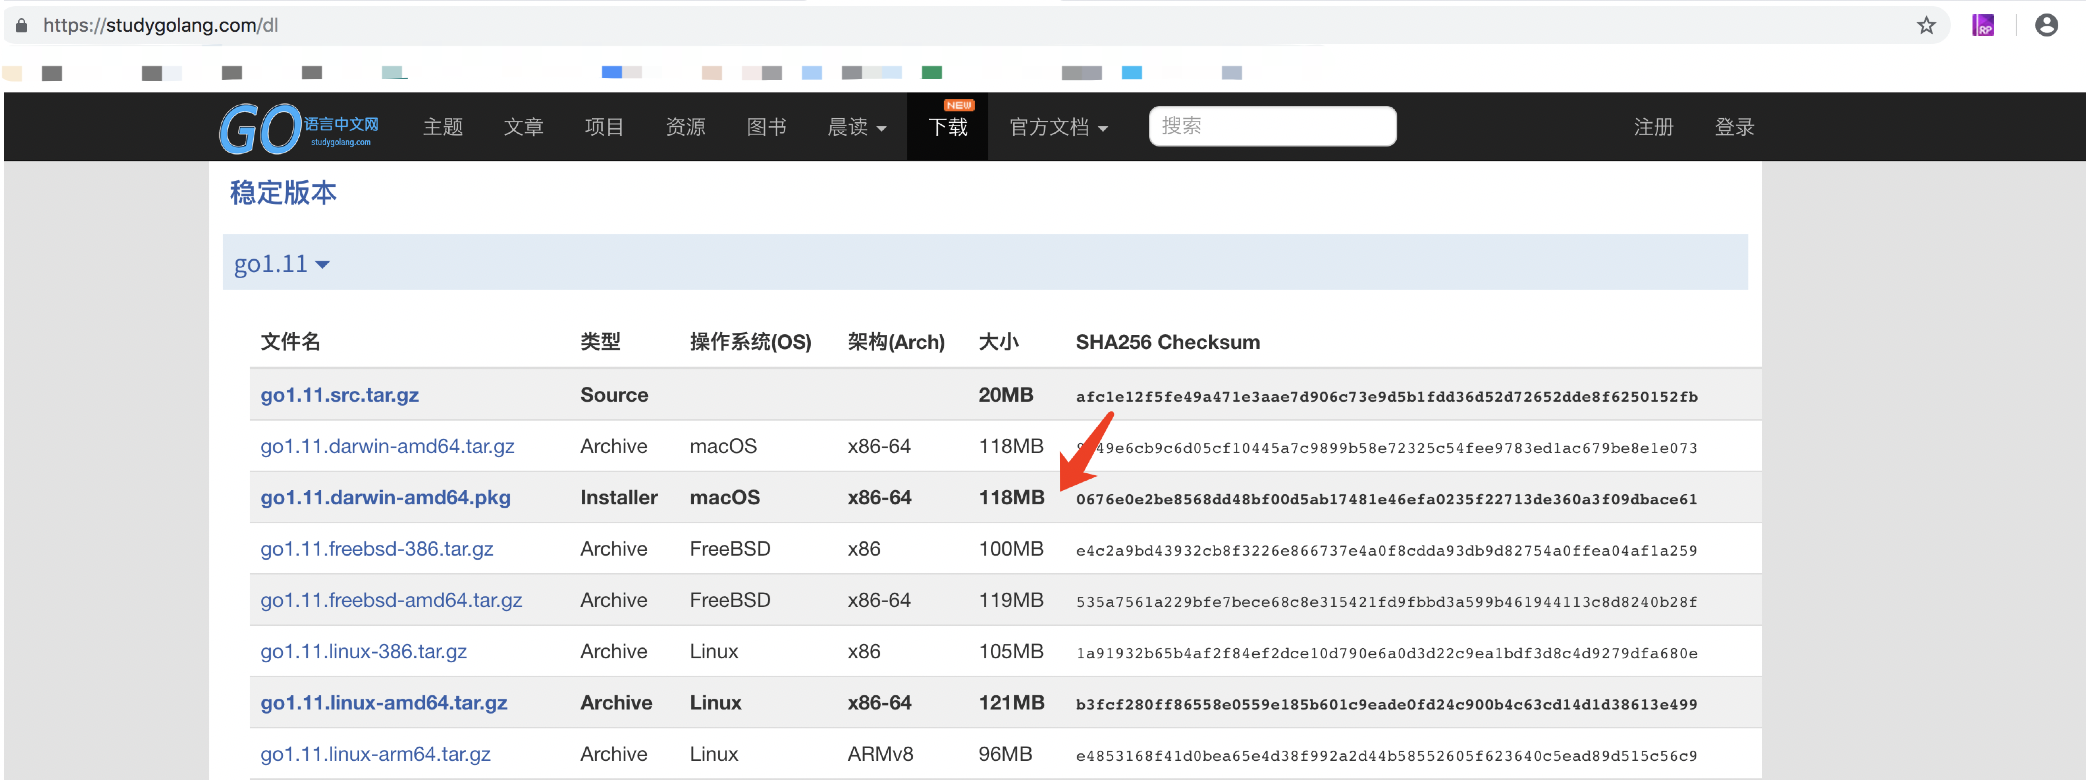 https://studygolang.com/dl
RP
GO 语言中文网 studygolang.com 主题 文章 项目 资源 图书 晨读 下载 NEW 官方文档 搜索 注册 登录
稳定版本
go1.11
文件名 类型 操作系统(OS) 架构(Arch) 大小 SHA256 Checksum
go1.11.src.tar.gz Source 20MB afc1e12f5fe49a471e3aae7d906c73e9d5b1fdd36d52d72652dde8f6250152fb
go1.11.darwin-amd64.tar.gz Archive macOS x86-64 118MB
go1.11.darwin-amd64.pkg Installer macOS x86-64 118MB 0676e0e2be8568dd48bf00d5ab17481e46efa0235f22713de360a3f09dbace61
go1.11.freebsd-386.tar.gz Archive FreeBSD x86 100MB e4c2a9bd43932cb8f3226e866737e4a0f8cdda93db9d82754a0ffea04af1a259
go1.11.freebsd-amd64.tar.gz Archive FreeBSD x86-64 119MB 535a7561a229bfe7bece68c8e315421fd9fbbd3a599b461944113c8d8240b28f
go1.11.linux-386.tar.gz Archive Linux x86 105MB 1a91932b65b4af2f84ef2dce10d790e6a0d3d22c9ea1bdf3d8c4d9279dfa680e
go1.11.linux-amd64.tar.gz Archive Linux x86-64 121MB b3fcf280ff86558e0559e185b601c9eade0fd24c900b4c63cd14d1d38613e499
go1.11.linux-arm64.tar.gz Archive Linux ARMv8 96MB e4853168f41d0bea65e4d38f992a2d44b58552605f623640c5ead89d515c56c9